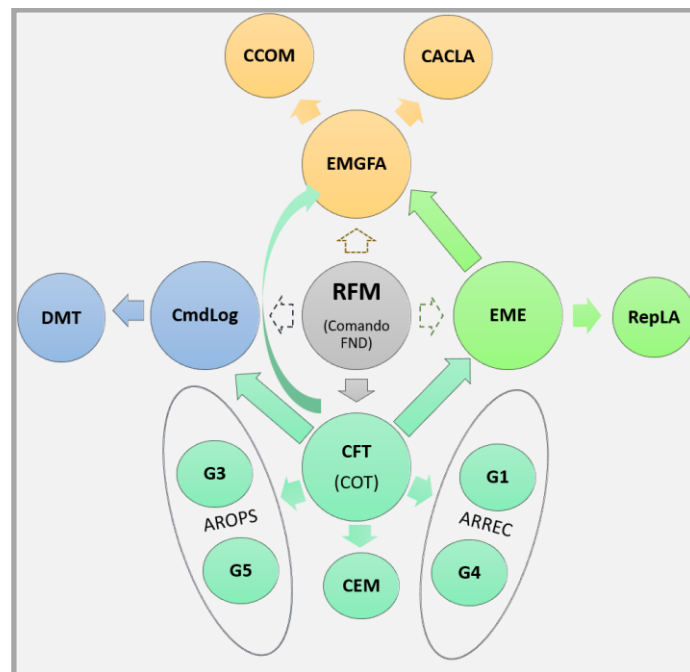 CCOM
CACLA
EMGFA
DMT
CmdLog
RFM
(Comando
FND)
EME
RepLA
CFT
(COT)
G3
AROPS
G5
CEM
G1
ARREC
G4